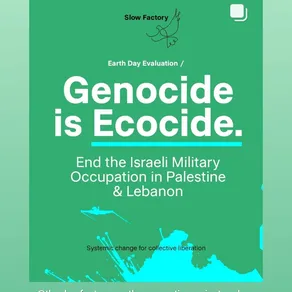 Slow Factory
Earth Day Evaluation /
Genocide
is Ecocide.
End the Israeli Military
Occupation in Palestine
& Lebanon
Systemic change for collective liberation